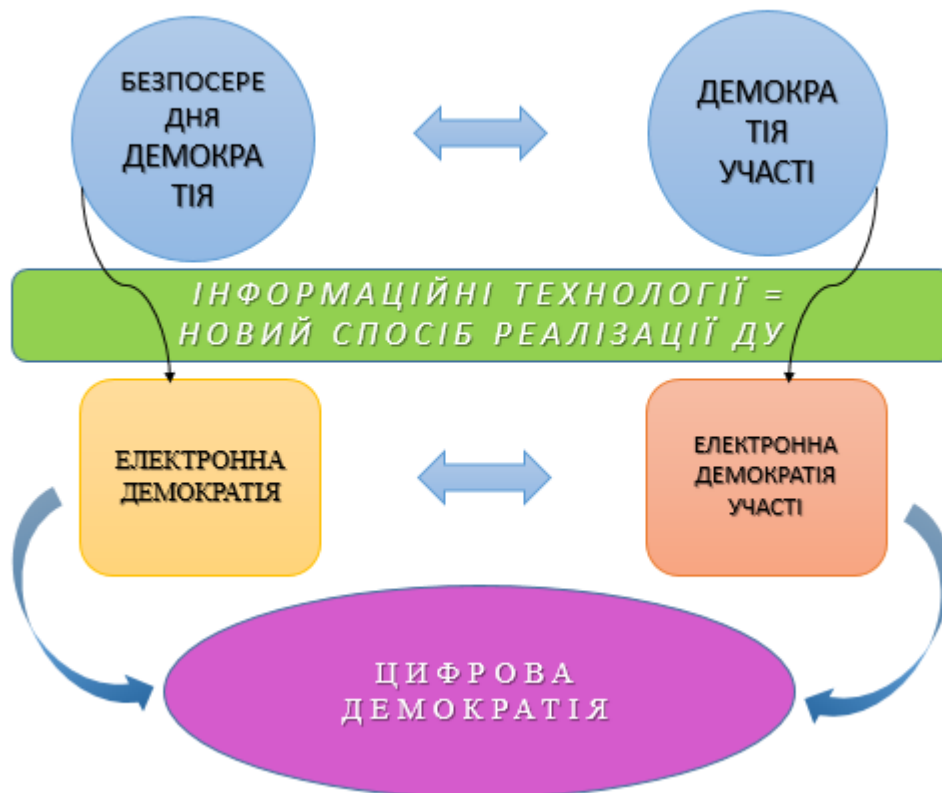 БЕЗПОСЕРЕ
ДНЯ
ДЕМОКРА
ТІЯ
ДЕМОКРА
ТІЯ
УЧАСТІ
ІНФОРМАЦІЙНІ ТЕХНОЛОГІЇ =
НОВИЙ СПОСІБ РЕАЛІЗАЦІЇ ДУ
ЕЛЕКТРОННА
ДЕМОКРАТІЯ
ЕЛЕКТРОННА
ДЕМОКРАТІЯ
УЧАСТІ
ЦИФРОВА
ДЕМОКРАТІЯ